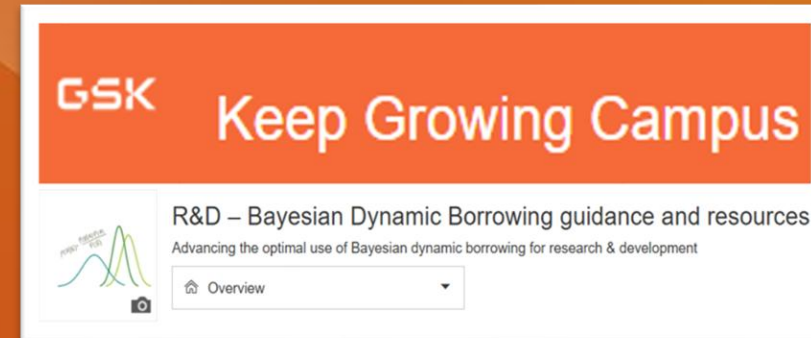 GSK
Keep Growing Campus
R&D – Bayesian Dynamic Borrowing guidance and resources
Advancing the optimal use of Bayesian dynamic borrowing for research & development
Overview